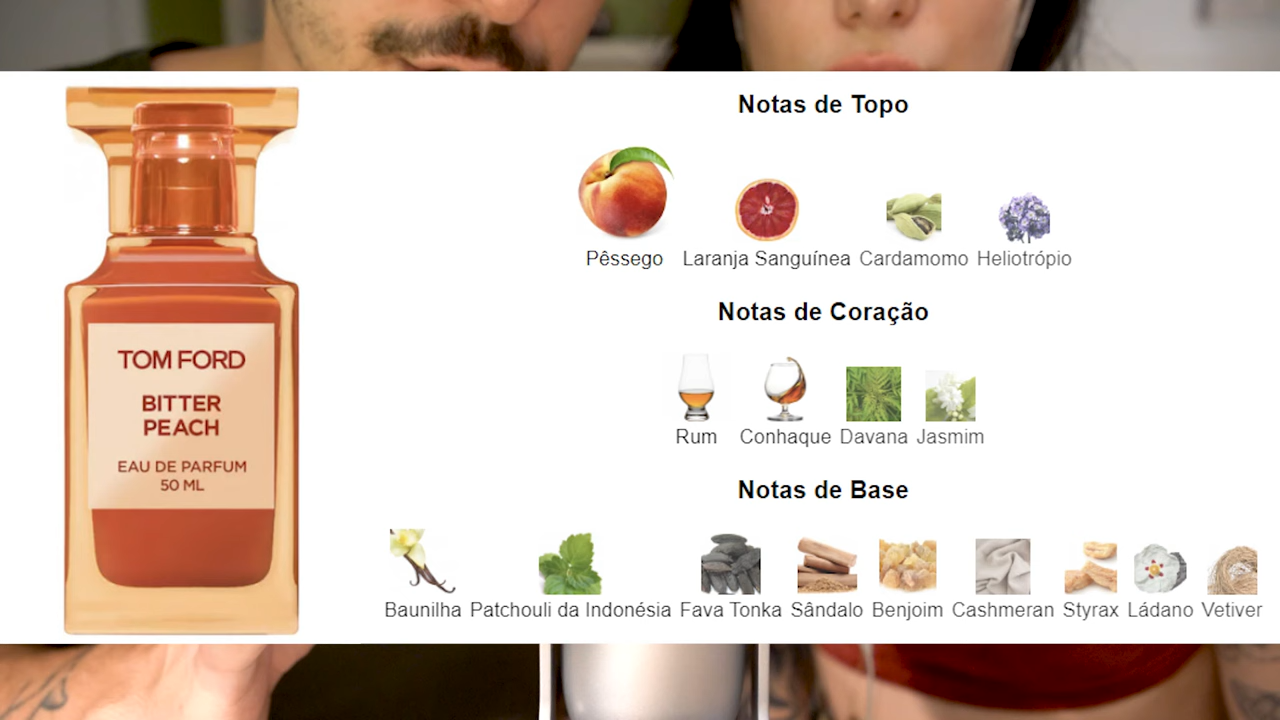 TOM FORD
BITTER
PEACH
EAU DE PARFUM
50 ML
Notas de Topo
Pêssego Laranja Sanguínea Cardamomo Heliotrópio
Notas de Coração
Rum Conhaque Davana Jasmim
Notas de Base
Baunilha Patchouli da Indonésia Fava Tonka Sândalo Benjoim Cashmeran Styrax Ládano Vetiver